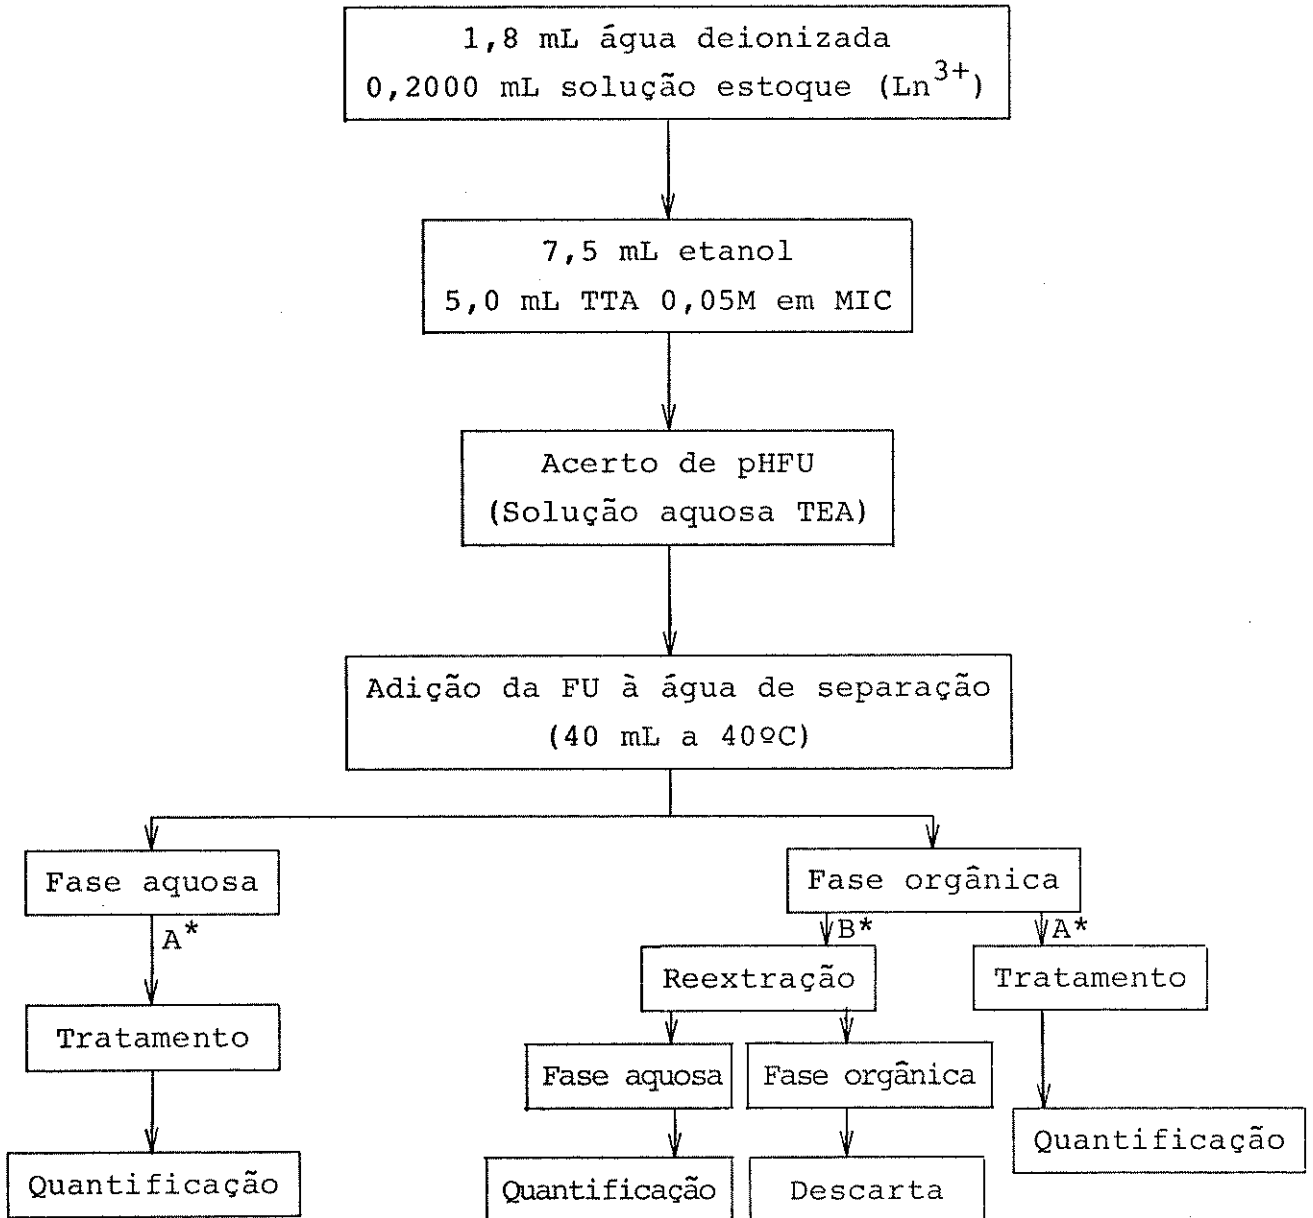 1,8 mL água deionizada
0,2000 mL solução estoque (Ln3+)
7,5 mL etanol
5,0 mL TTA 0,05M em MIC
Acerto de pHFU
(Solução aquosa TEA)
Adição da FU à água de separação
(40 mL a 40ºC)
Fase aquosa
Fase orgânica
A*
B*
A*
Reextração
Tratamento
Tratamento
Fase aquosa
Fase orgânica
Quantificação
Quantificação
Quantificação
Descarta